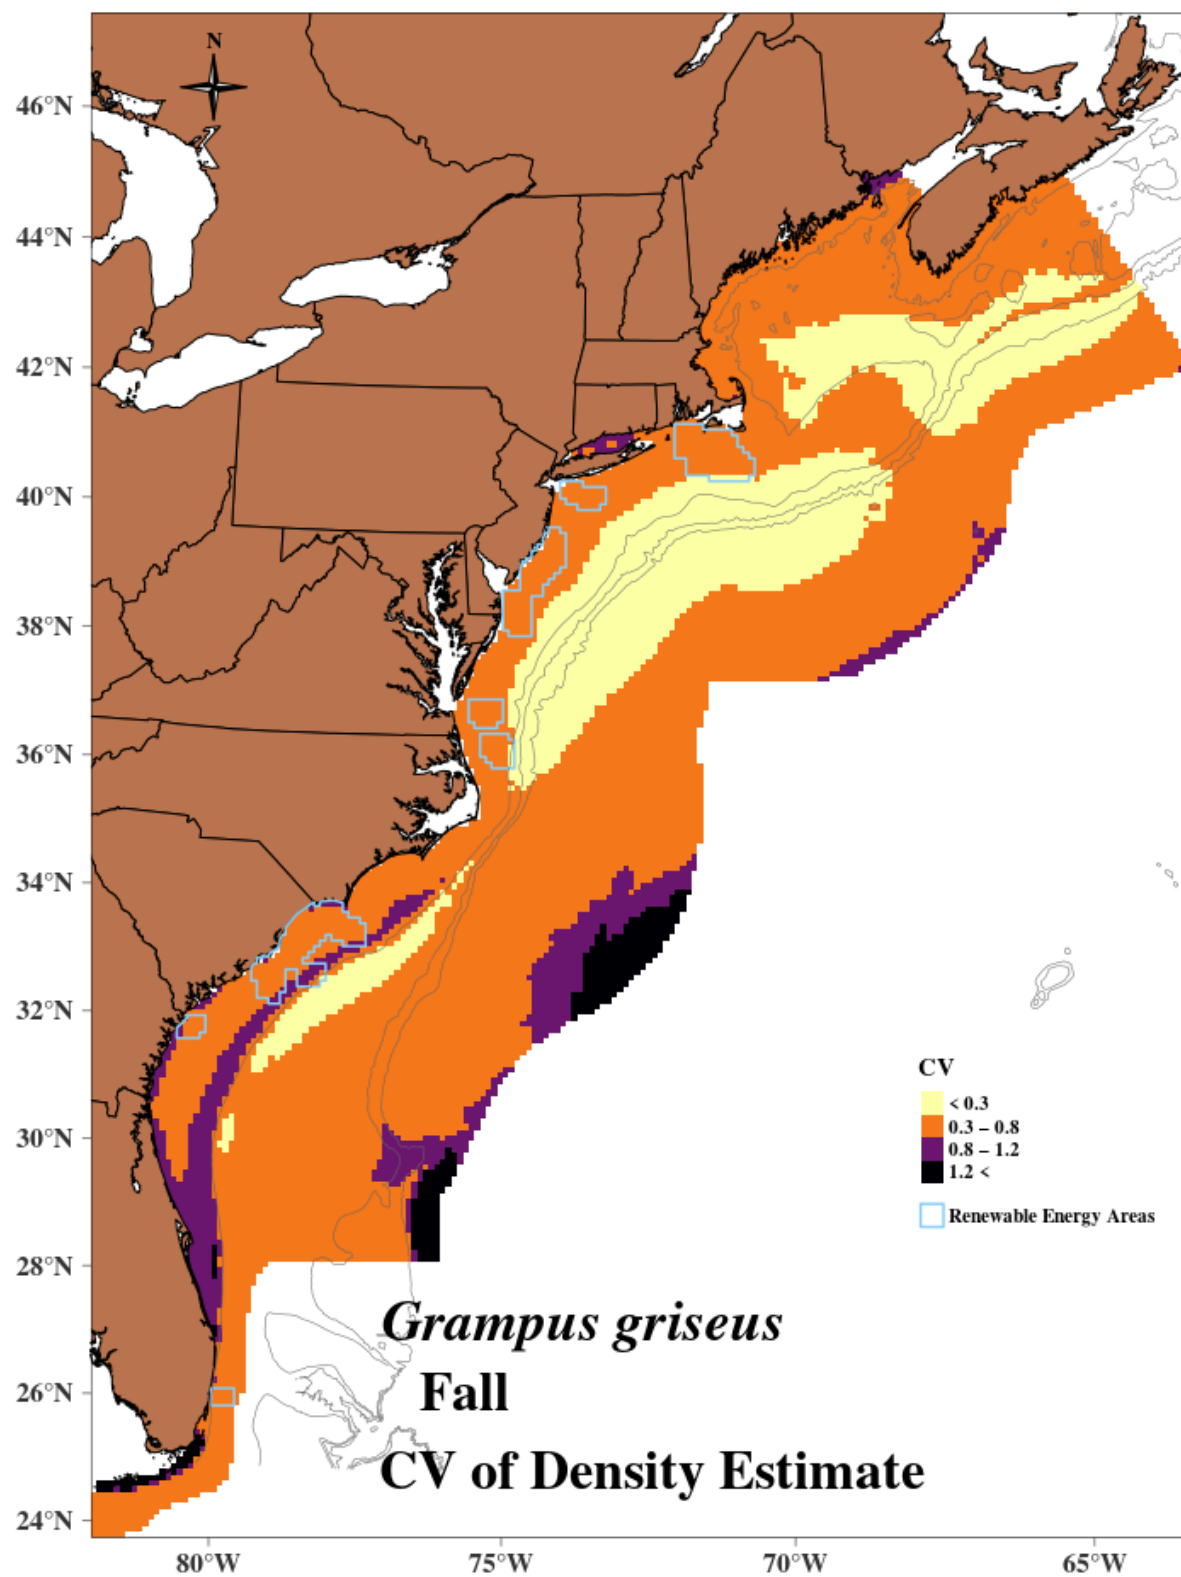 N
46°N
44°N
42°N
40°N
38°N
36°N
34°N
32°N
30°N
28°N
26°N
24°N
CV
< 0.3
0.3 – 0.8
0.8 – 1.2
1.2 <
Renewable Energy Areas
Grampus griseus
Fall
CV of Density Estimate
80°W
75°W
70°W
65°W